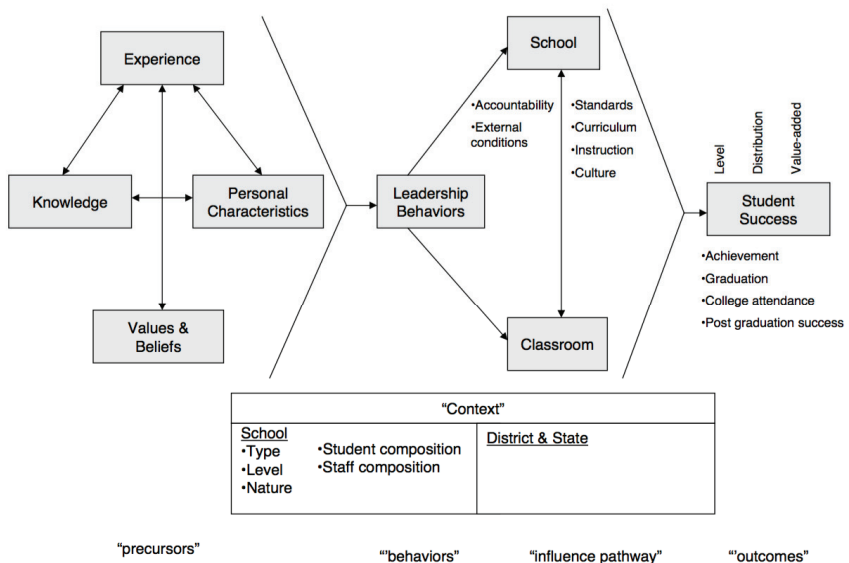 Experience
Knowledge
Personal
Characteristics
Values &
Beliefs
Leadership
Behaviors
School
•Accountability
•External
conditions
•Standards
•Curriculum
•Instruction
•Culture
Classroom
Level
Distribution
Value-added
Student
Success
•Achievement
•Graduation
•College attendance
•Post graduation success
“Context”
School
•Type
•Level
•Nature
•Student composition
•Staff composition
District & State
“precursors”
“'behaviors”
“influence pathway”
“'outcomes”